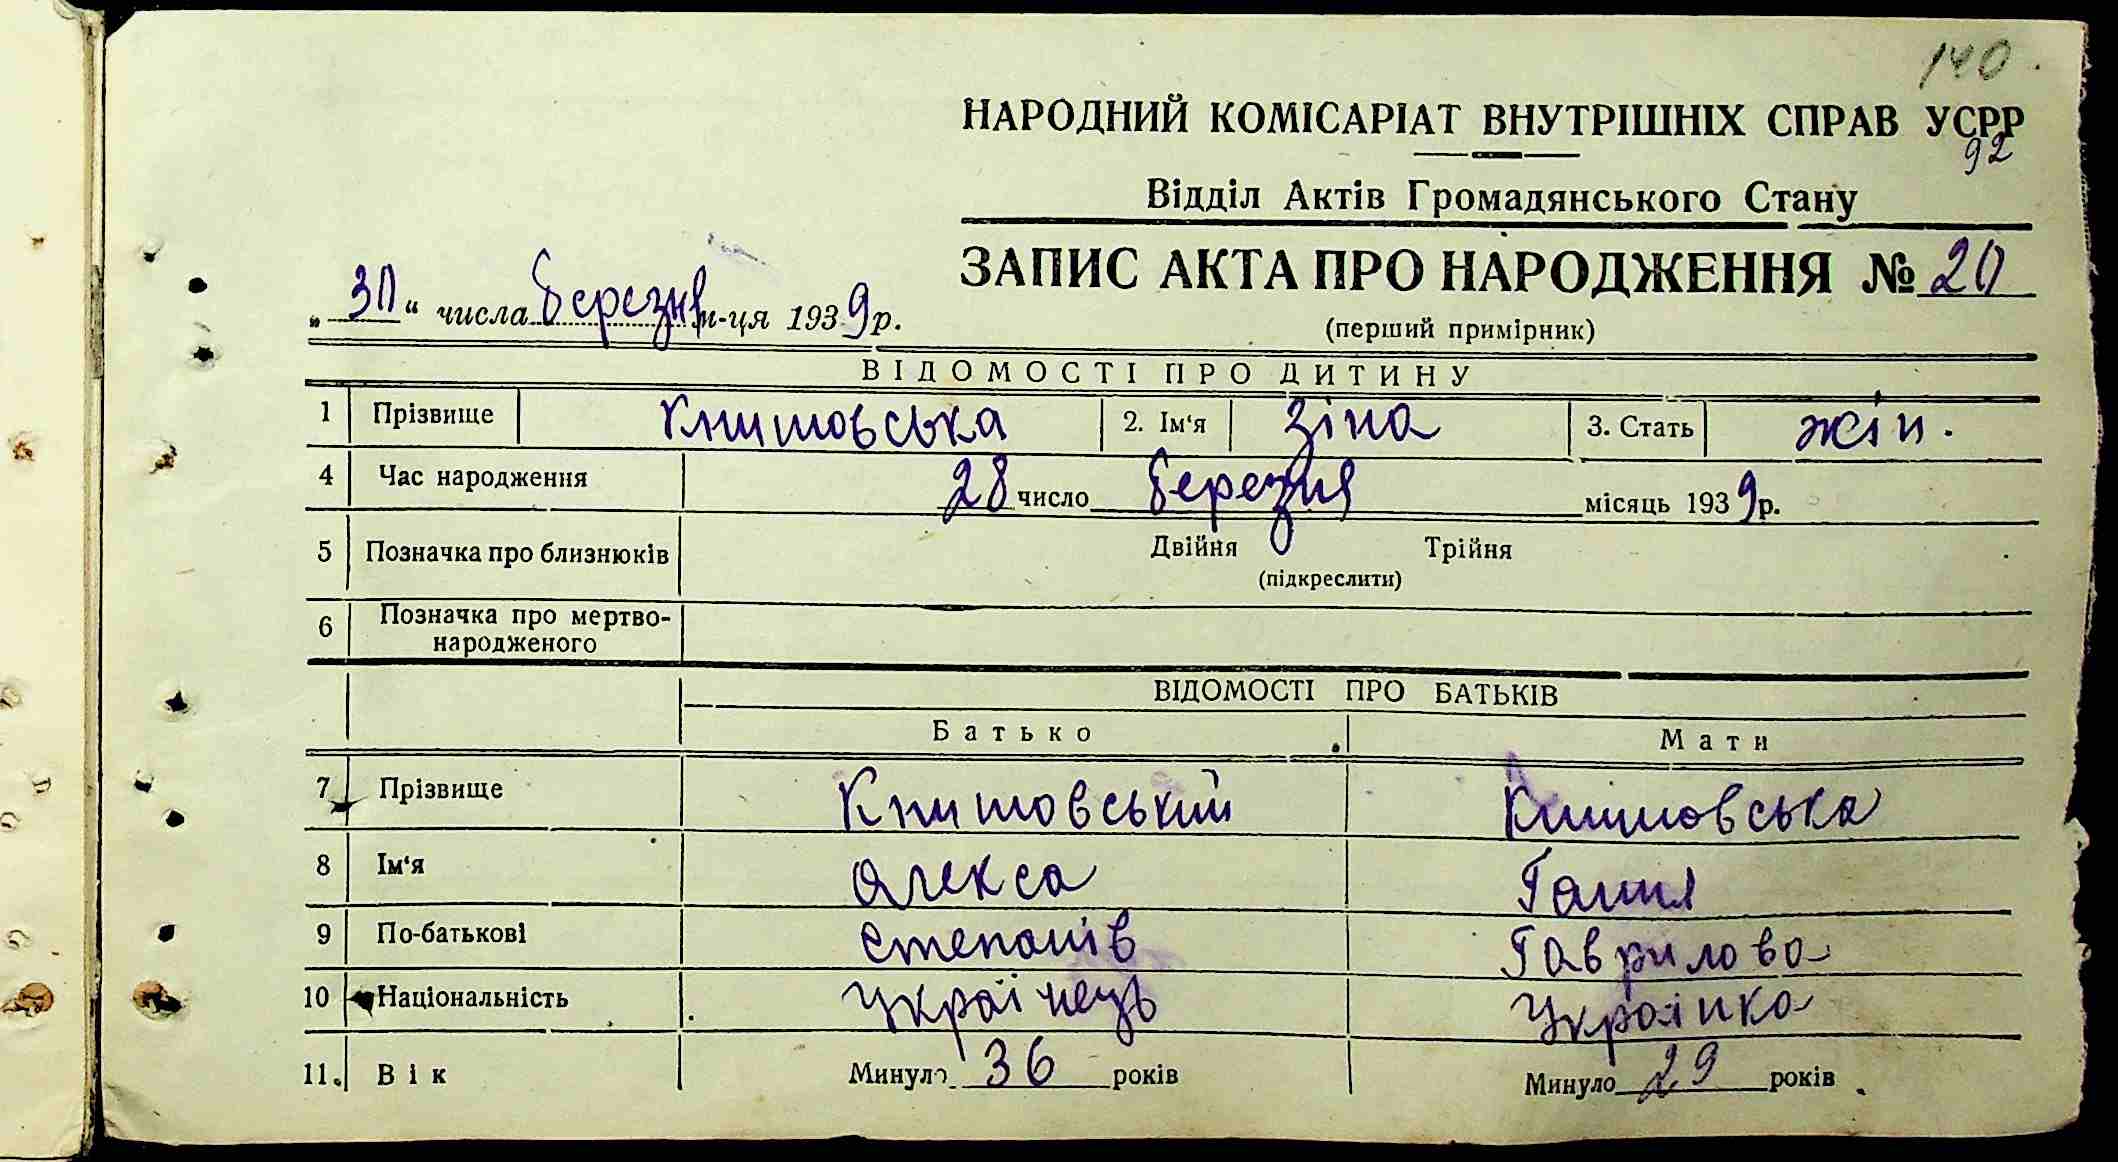 140
НАРОДНИЙ КОМІСАРІАТ ВНУТРІШНІХ СПРАВ УСРР
92
Відділ Актів Громадянського Стану
ЗАПИС АКТА ПРО НАРОДЖЕННЯ № 20
„30“ числа березня м-ця 1939 р.
(перший примірник)
ВІДОМОСТІ ПРО ДИТИНУ
1 Прізвище Книшовська 2. Ім‘я Зіна 3. Стать жін.
4 Час народження 28 число березня місяць 1939 р.
5 Позначка про близнюків Двійня Трійня
(підкреслити)
6 Позначка про мертво-
народженого
ВІДОМОСТІ ПРО БАТЬКІВ
Батько Мати
7 Прізвище Книшовський Книшовська
8 Ім‘я Олекса Ганя
9 По-батькові Степанів Гаврилова
10 Національність Українець Українка
11. Вік Минуло 36 років Минуло 29 років